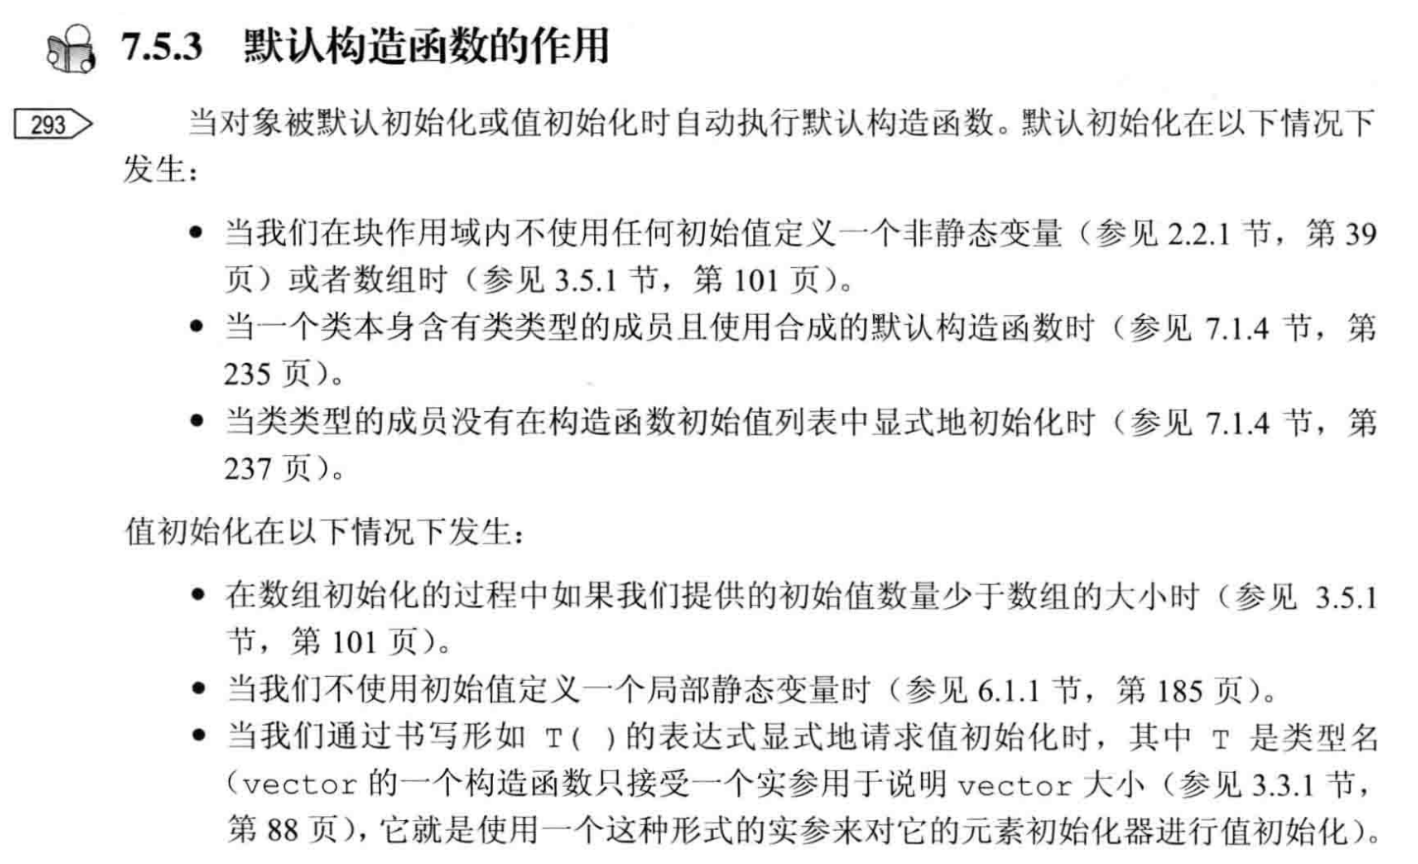 7.5.3 默认构造函数的作用
293
当对象被默认初始化或值初始化时自动执行默认构造函数。默认初始化在以下情况下
发生：
• 当我们在块作用域内不使用任何初始值定义一个非静态变量（参见 2.2.1 节，第 39
页）或者数组时（参见 3.5.1 节，第 101 页）。
• 当一个类本身含有类类型的成员且使用合成的默认构造函数时（参见 7.1.4 节，第
235 页）。
• 当类类型的成员没有在构造函数初始值列表中显式地初始化时（参见 7.1.4 节，第
237 页）。
值初始化在以下情况下发生：
• 在数组初始化的过程中如果我们提供的初始值数量少于数组的大小时（参见 3.5.1
节，第 101 页）。
• 当我们不使用初始值定义一个局部静态变量时（参见 6.1.1 节，第 185 页）。
• 当我们通过书写形如 T( )的表达式显式地请求值初始化时，其中 T 是类型名
（vector 的一个构造函数只接受一个实参用于说明 vector 大小（参见 3.3.1 节，
第 88 页），它就是使用一个这种形式的实参来对它的元素初始化器进行值初始化）。